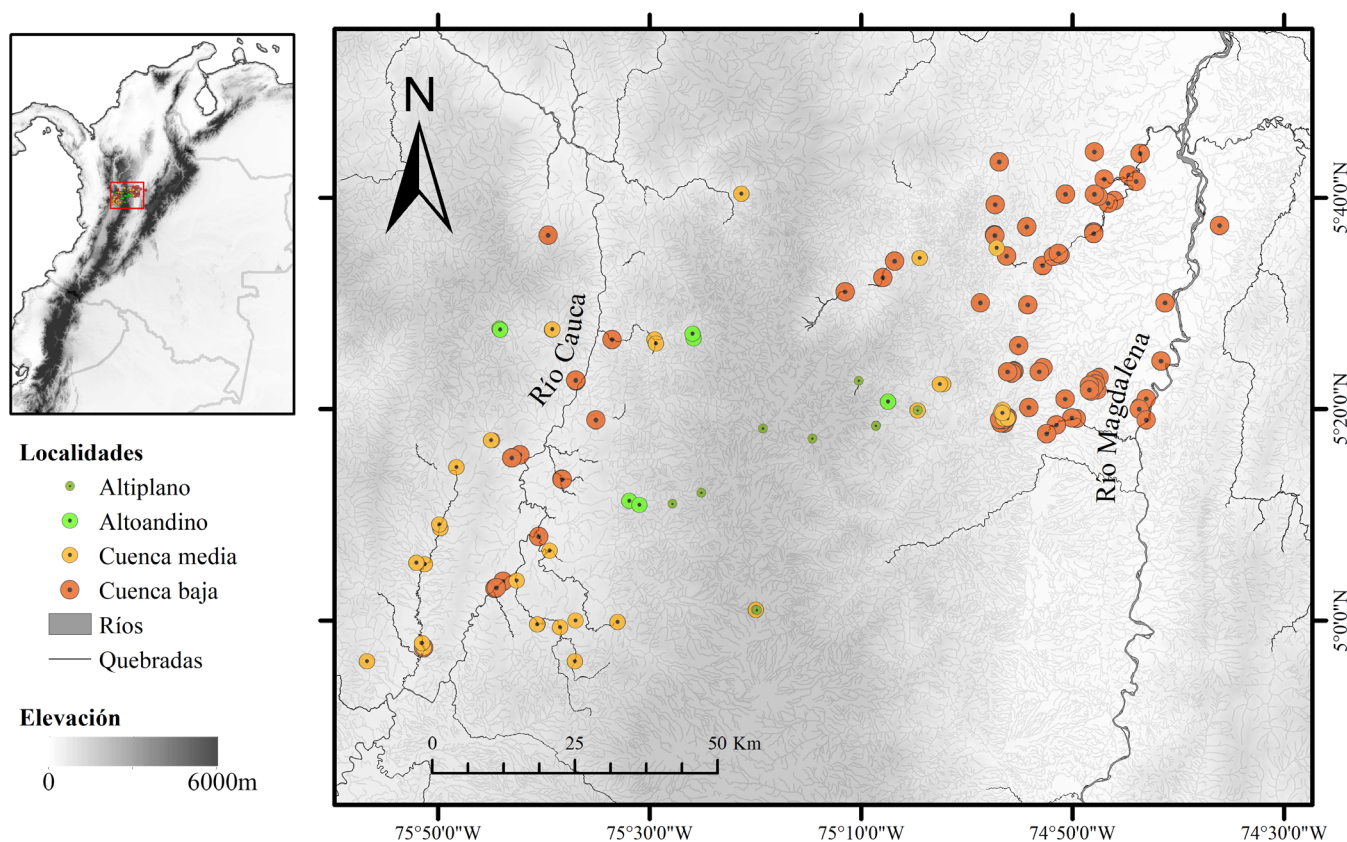 N
Río Cauca
Río Magdalena
0 25 50 Km
5°40'0"N
5°20'0"N
5°0'0"N
75°50'0"W 75°30'0"W 75°10'0"W 74°50'0"W 74°30'0"W
Localidades
Altiplano
Altoandino
Cuenca media
Cuenca baja
Ríos
Quebradas
Elevación
0 6000m